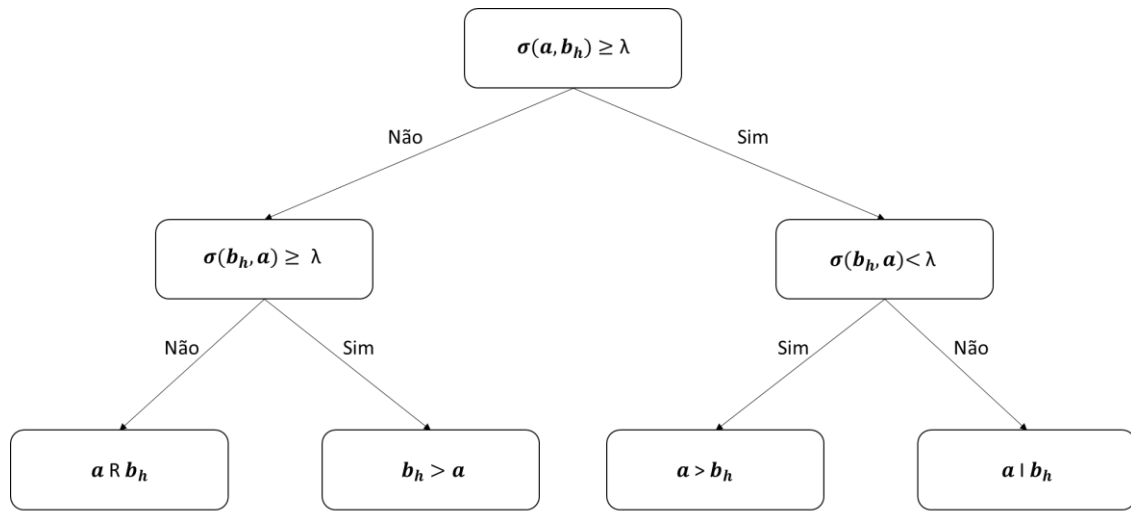 σ(a, b_h) ≥ λ
Não
Sim
σ(b_h, a) ≥ λ
σ(b_h, a)< λ
Não
Sim
Sim
Não
a R b_h
b_h > a
a > b_h
a I b_h